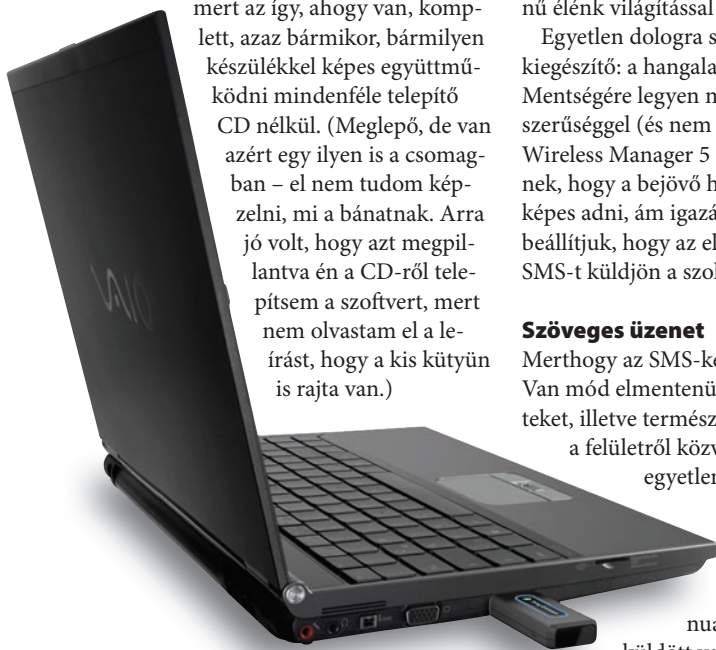 mert az így, ahogy van, komp-
lett, azaz bármikor, bármilyen
készülékkel képes együttmű-
ködni mindenféle telepítő
CD nélkül. (Meglepő, de van
azért egy ilyen is a csomag-
ban – el nem tudom kép-
zelni, mi a bánatnak. Arra
jó volt, hogy azt megpil-
lantva én a CD-ről tele-
pítsem a szoftvert, mert
nem olvastam el a le-
írást, hogy a kis kütyün
is rajta van.)
VAIO
nű élénk világítással
Egyetlen dologra s
kiegészítő: a hangala
Mentségére legyen m
szerűséggel (és nem
Wireless Manager 5
nek, hogy a bejövő h
képes adni, ám igazá
beállítjuk, hogy az el
SMS-t küldjön a szol
Szöveges üzenet
Merthogy az SMS-ke
Van mód elmentenü
teket, illetve termész
a felületről közv
egyetlen
nua